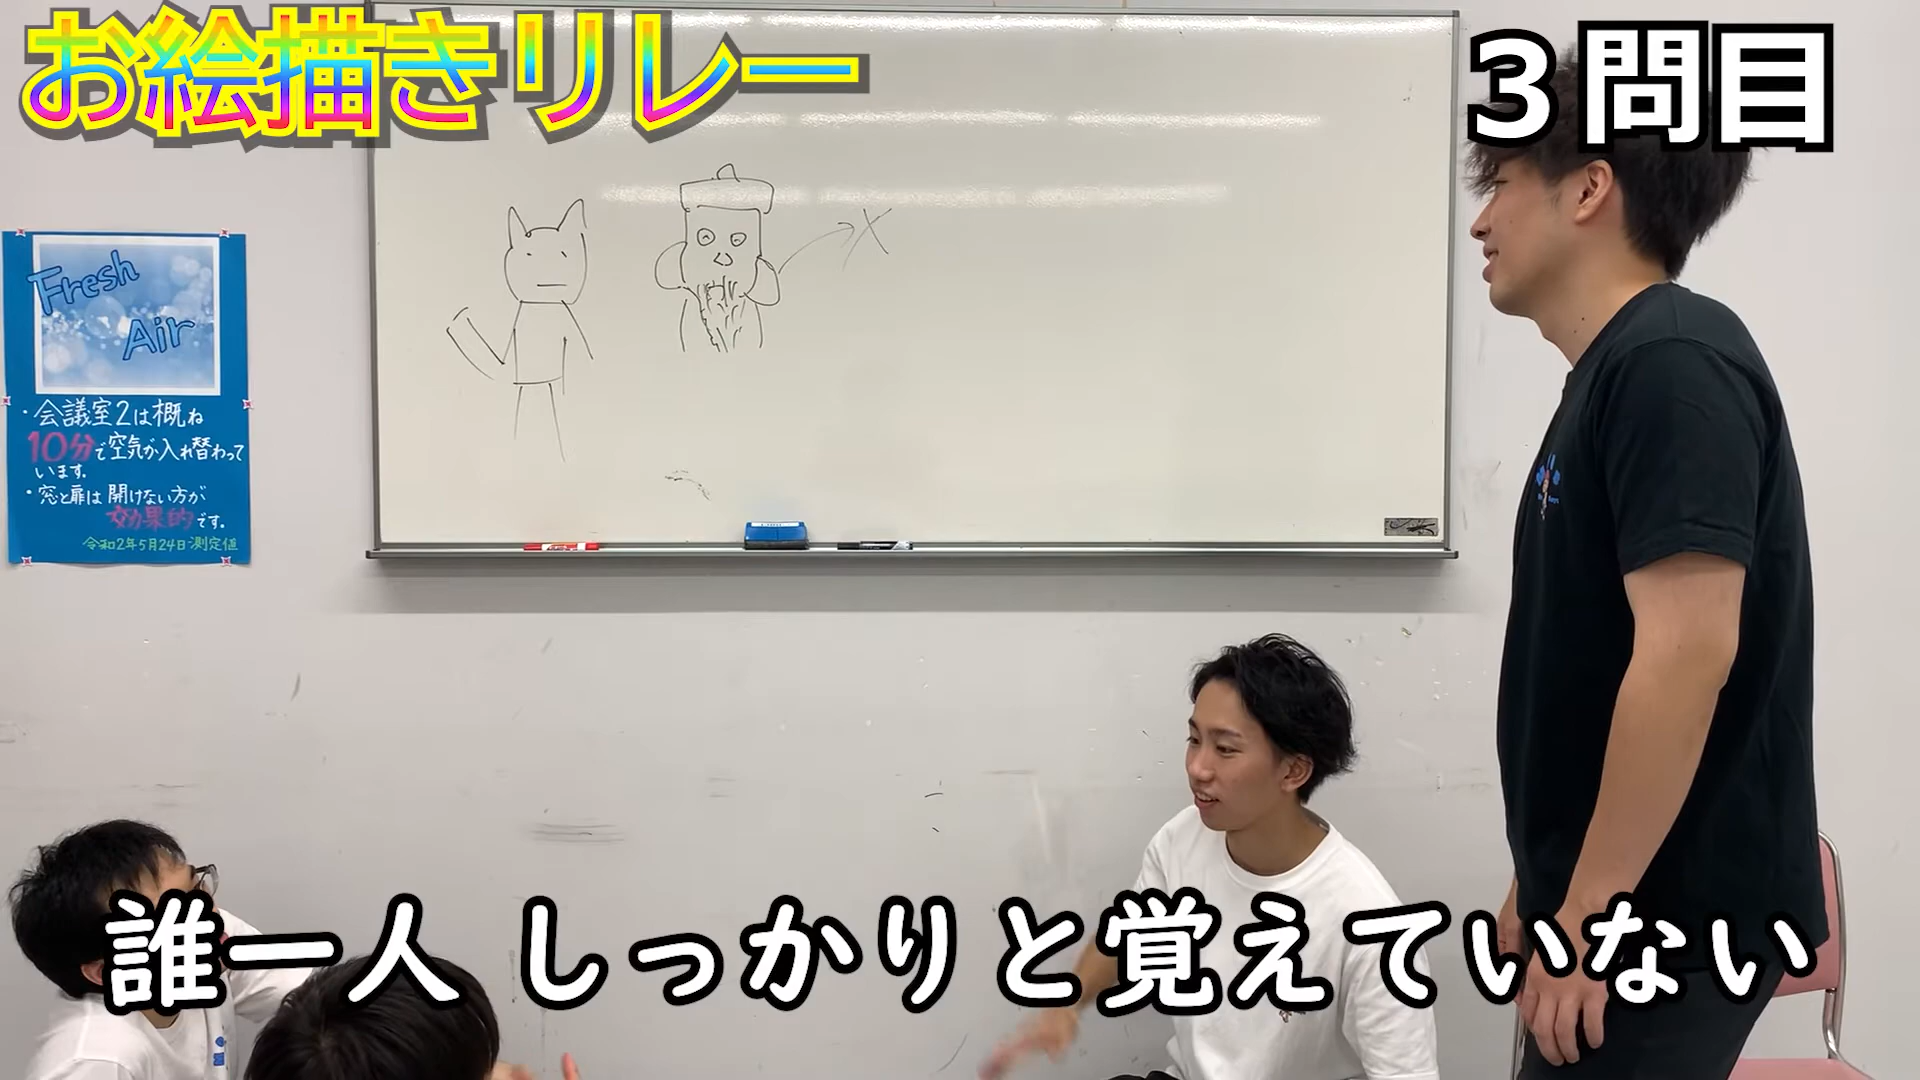 お絵描きリレー
3問目
Fresh
Air
・会議室2は概ね
10分で空気が入れ替わって
います。
・窓と扉は開けない方が
効果的です。
令和2年5月24日測定値
誰一人 しっかりと覚えていない